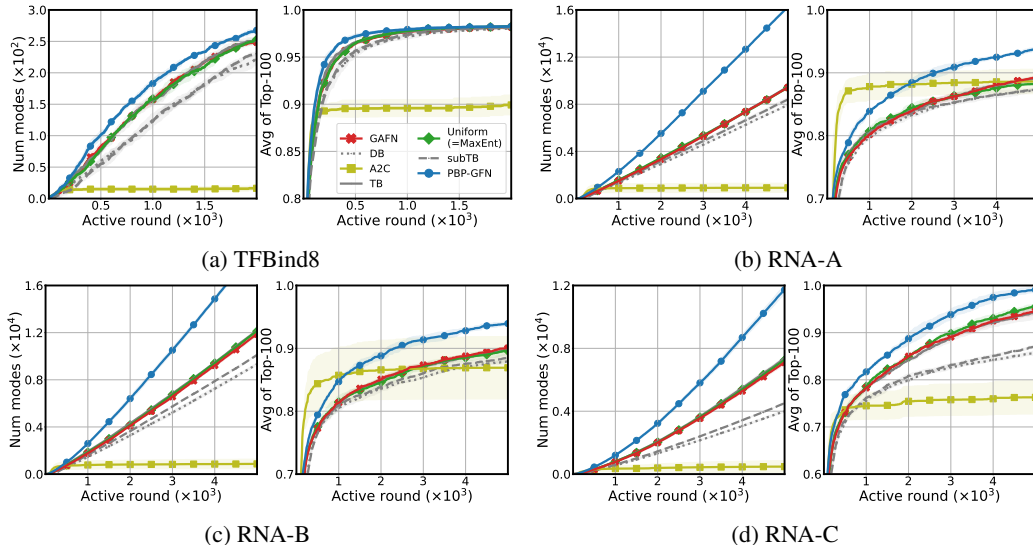 Num modes (×10²)
3.0
2.5
2.0
1.5
1.0
0.5
0.0
0.5 1.0 1.5
Active round (×10³)
Avg of Top-100
1.0
0.9
0.9
0.8
0.8
0.5 1.0 1.5
Active round (×10³)
GAFN
DB
A2C
TB
Uniform
(=MaxEnt)
subTB
PBP-GFN
(a) TFBind8
Num modes (×10⁴)
1.6
1.2
0.8
0.4
0.0
1 2 3 4
Active round (×10³)
Avg of Top-100
1.0
0.9
0.8
0.7
1 2 3 4
Active round (×10³)
(b) RNA-A
Num modes (×10⁴)
1.6
1.2
0.8
0.4
0.0
1 2 3 4
Active round (×10³)
Avg of Top-100
1.0
0.9
0.8
0.7
0.6
1 2 3 4
Active round (×10³)
(c) RNA-B
Num modes (×10⁴)
1.2
0.8
0.4
0.0
1 2 3 4
Active round (×10³)
Avg of Top-100
1.0
0.9
0.8
0.7
0.6
1 2 3 4
Active round (×10³)
(d) RNA-C